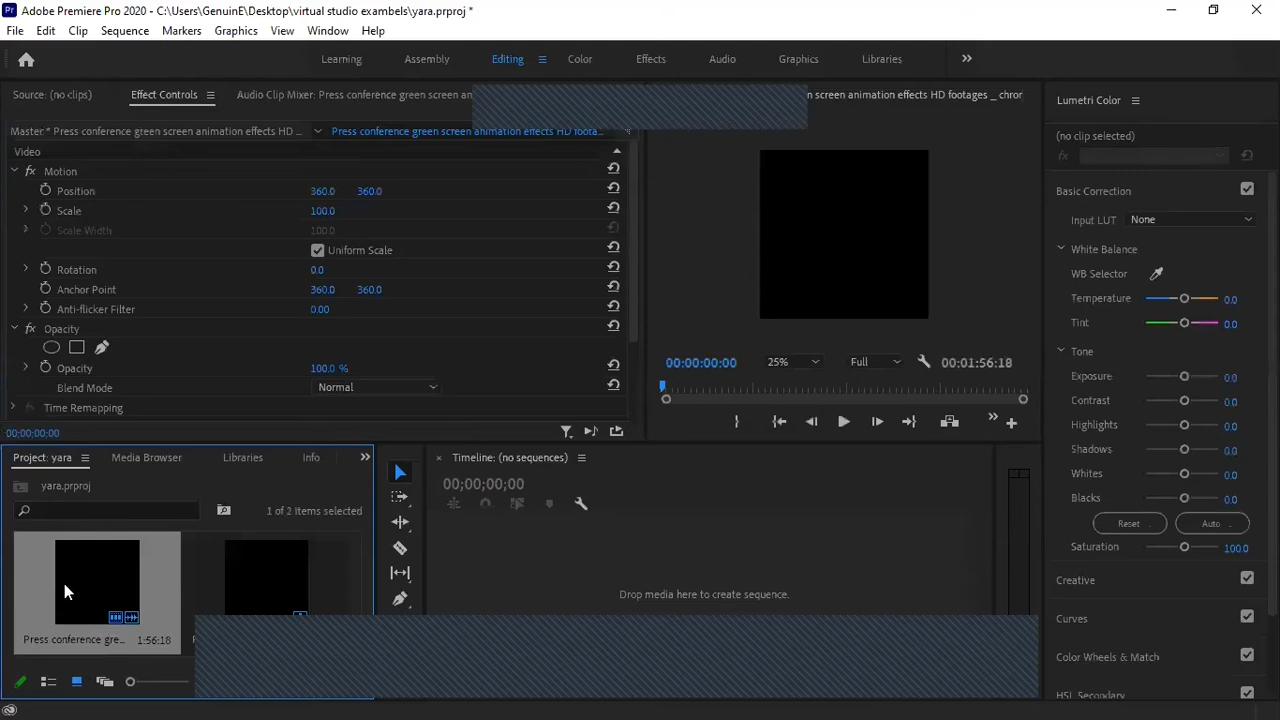 Adobe Premiere Pro 2020 - C:\Users\GenuinE\Desktop\virtual studio exambels\yara.prproj *
File Edit Clip Sequence Markers Graphics View Window Help
Learning Assembly Editing Color Effects Audio Graphics Libraries
Source: (no clips) Effect Controls Audio Clip Mixer: Press conference green screen an
screen animation effects HD footages _ chron
Lumetri Color
Master * Press conference green screen animation effects HD ... Press conference green screen animation effects HD foota...
(no clip selected)
Video
fx Motion
Position 360.0 360.0
Scale 100.0
Scale Width 100.0
Uniform Scale
Rotation 0.0
Anchor Point 360.0 360.0
Anti-flicker Filter 0.00
fx Opacity
Opacity 100.0 %
Blend Mode Normal
Time Remapping
00;00;00;00
00:00:00:00 25% Full 00:01:56:18
fx
Basic Correction
Input LUT None
White Balance
WB Selector
Temperature 0.0
Tint 0.0
Tone
Exposure 0.0
Contrast 0.0
Highlights 0.0
Shadows 0.0
Whites 0.0
Blacks 0.0
Reset Auto
Saturation 100.0
Creative
Curves
Color Wheels & Match
HSL Secondary
Project: yara Media Browser Libraries Info
yara.prproj
1 of 2 items selected
Press conference gre... 1:56:18
Timeline: (no sequences)
00;00;00;00
Drop media here to create sequence.